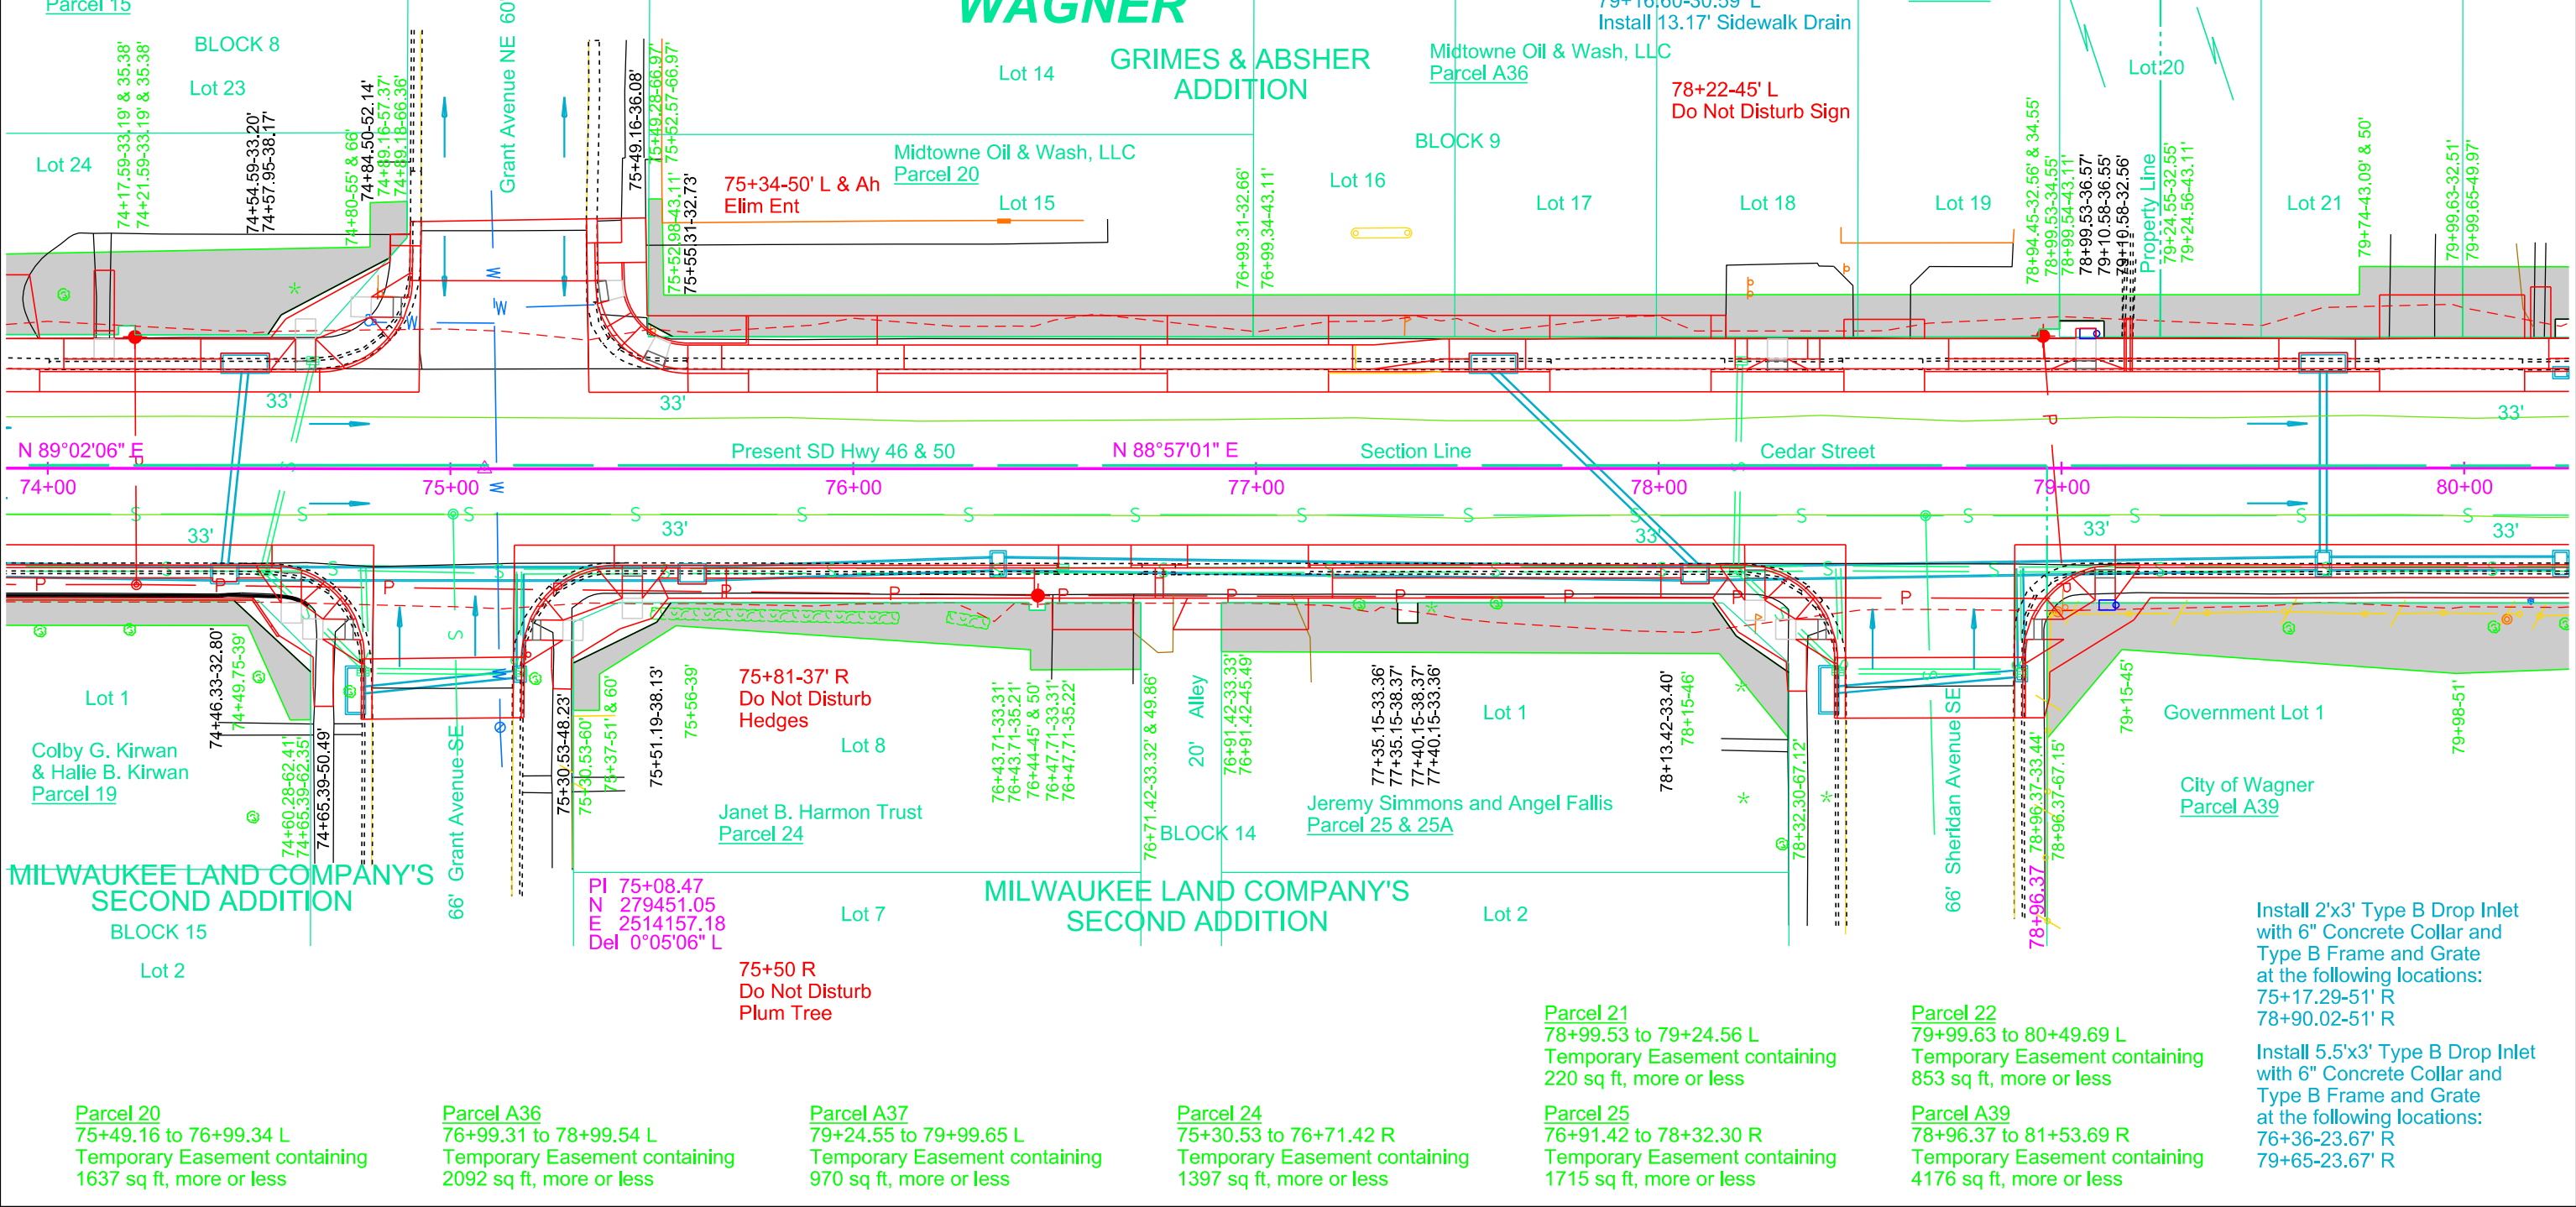 Parcel 15
WAGNER
79+16.60-30.59' L
Install 13.17' Sidewalk Drain
BLOCK 8
Lot 23
Lot 24
Grant Avenue NE 60'
Lot 14
GRIMES & ABSHER
ADDITION
Midtowne Oil & Wash, LLC
Parcel A36
78+22-45' L
Do Not Disturb Sign
Lot 20
BLOCK 9
Midtowne Oil & Wash, LLC
Parcel 20
75+34-50' L & Ah
Elim Ent
Lot 15
Lot 16
Lot 17
Lot 18
Lot 19
Lot 21
Property Line
74+17.59-33.19' & 35.38'
74+21.59-33.19' & 35.38'
74+54.59-33.20'
74+57.95-38.17'
74+80-55' & 66'
74+84.50-52.14'
74+89.16-57.37'
74+89.18-66.36'
75+49.16-36.08'
75+49.28-66.97'
75+52.57-66.97'
75+52.98-43.11'
75+55.31-32.73'
76+99.31-32.66'
76+99.34-43.11'
78+94.45-32.56' & 34.55'
78+99.53-34.55'
78+99.54-43.11'
78+99.53-36.57'
79+10.58-36.55'
79+10.58-32.56'
79+24.55-32.55'
79+24.56-43.11'
79+74-43.09' & 50'
79+99.63-32.51'
79+99.65-49.97'
W
W
W
33'
33'
33'
N 89°02'06" E
Present SD Hwy 46 & 50
N 88°57'01" E
Section Line
Cedar Street
74+00
75+00
76+00
77+00
78+00
79+00
80+00
S S S S S S S S S S S S S S S
33'
33'
33'
33'
33'
P P P P P P P P
Lot 1
Colby G. Kirwan
& Halie B. Kirwan
Parcel 19
74+46.33-32.80'
74+49.75-39'
74+60.28-62.41'
74+65.39-62.35'
74+65.39-50.49'
66' Grant Avenue SE
75+30.53-48.23'
75+30.53-60'
75+37-51' & 60'
75+51.19-38.13'
75+56-39'
75+81-37' R
Do Not Disturb
Hedges
Lot 8
Janet B. Harmon Trust
Parcel 24
76+43.71-33.31'
76+43.71-35.21'
76+44-45' & 50'
76+47.71-33.31'
76+47.71-35.22'
76+71.42-33.32' & 49.86'
20' Alley
76+91.42-33.33'
76+91.42-45.49'
BLOCK 14
77+35.15-33.36'
77+35.15-38.37'
77+40.15-38.37'
77+40.15-33.36'
Lot 1
Jeremy Simmons and Angel Fallis
Parcel 25 & 25A
78+13.42-33.40'
78+15-46'
78+32.30-67.12'
66' Sheridan Avenue SE
78+96.37
78+96.37-33.44'
78+96.37-67.15'
79+15-45'
Government Lot 1
79+98-51'
City of Wagner
Parcel A39
MILWAUKEE LAND COMPANY'S
SECOND ADDITION
BLOCK 15
Lot 2
PI 75+08.47
N 279451.05
E 2514157.18
Del 0°05'06" L
Lot 7
MILWAUKEE LAND COMPANY'S
SECOND ADDITION
Lot 2
75+50 R
Do Not Disturb
Plum Tree
Install 2'x3' Type B Drop Inlet
with 6" Concrete Collar and
Type B Frame and Grate
at the following locations:
75+17.29-51' R
78+90.02-51' R
Install 5.5'x3' Type B Drop Inlet
with 6" Concrete Collar and
Type B Frame and Grate
at the following locations:
76+36-23.67' R
79+65-23.67' R
Parcel 21
78+99.53 to 79+24.56 L
Temporary Easement containing
220 sq ft, more or less
Parcel 22
79+99.63 to 80+49.69 L
Temporary Easement containing
853 sq ft, more or less
Parcel 20
75+49.16 to 76+99.34 L
Temporary Easement containing
1637 sq ft, more or less
Parcel A36
76+99.31 to 78+99.54 L
Temporary Easement containing
2092 sq ft, more or less
Parcel A37
79+24.55 to 79+99.65 L
Temporary Easement containing
970 sq ft, more or less
Parcel 24
75+30.53 to 76+71.42 R
Temporary Easement containing
1397 sq ft, more or less
Parcel 25
76+91.42 to 78+32.30 R
Temporary Easement containing
1715 sq ft, more or less
Parcel A39
78+96.37 to 81+53.69 R
Temporary Easement containing
4176 sq ft, more or less